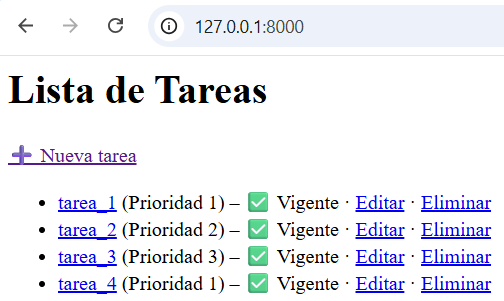 127.0.0.1:8000
Lista de Tareas
➕ Nueva tarea
• tarea_1 (Prioridad 1) – ✅ Vigente · Editar · Eliminar
• tarea_2 (Prioridad 2) – ✅ Vigente · Editar · Eliminar
• tarea_3 (Prioridad 3) – ✅ Vigente · Editar · Eliminar
• tarea_4 (Prioridad 1) – ✅ Vigente · Editar · Eliminar